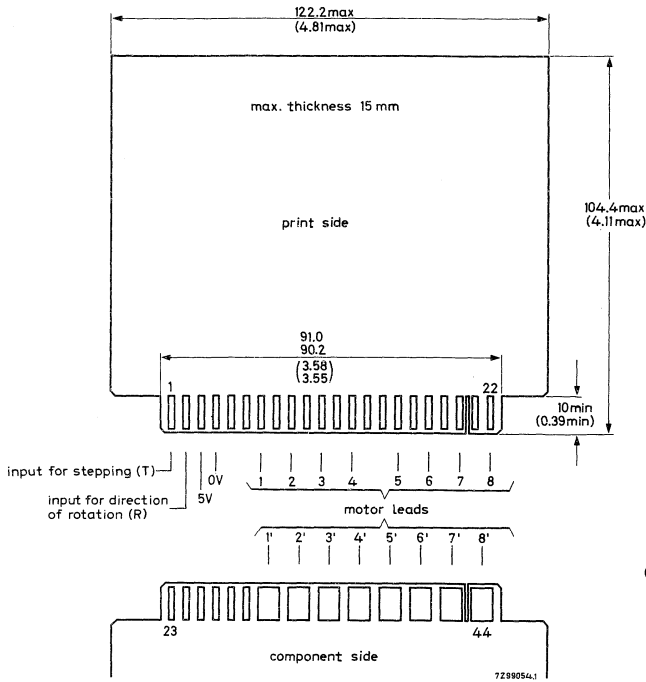 122.2max
(4.81max)
max. thickness 15 mm
print side
104.4max
(4.11max)
91.0
90.2
(3.58
3.55)
1
22
10min
(0.39min)
input for stepping (T)
input for direction
of rotation (R)
5V
0V
1 2 3 4 5 6 7 8
motor leads
1' 2' 3' 4' 5' 6' 7' 8'
23
44
component side
7Z99054.1